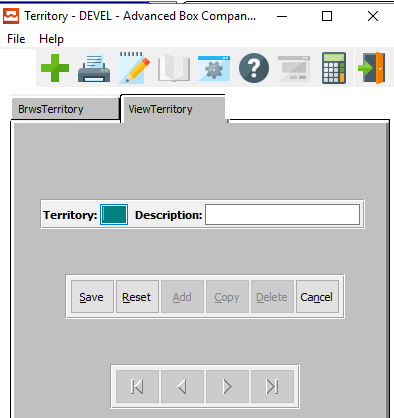 Territory - DEVEL - Advanced Box Compan...
File Help
BrwsTerritory ViewTerritory
Territory: Description:
Save Reset Add Copy Delete Cancel